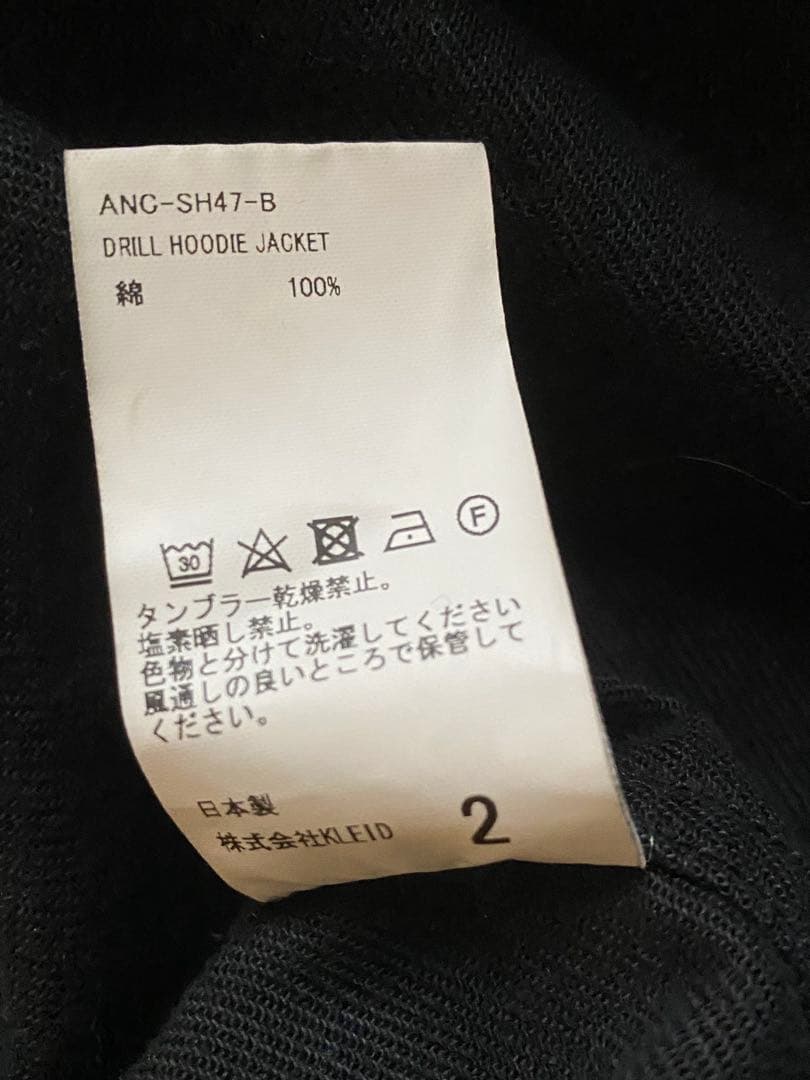 ANC-SH47-B
DRILL HOODIE JACKET
綿 100%
30 F
タンブラー乾燥禁止。
塩素晒し禁止。
色物と分けて洗濯してください
風通しの良いところで保管して
ください。
日本製
株式会社KLEID 2